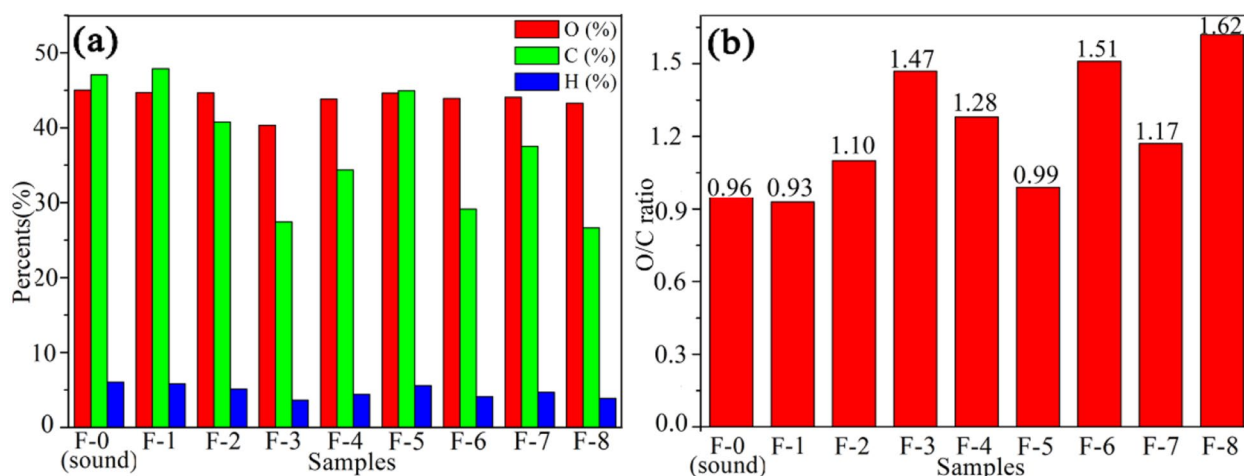 (a)
O (%)
C (%)
H (%)
Percents(%)
50
40
30
20
10
0
F-0 F-1 F-2 F-3 F-4 F-5 F-6 F-7 F-8
(sound)
Samples
(b)
O/C ratio
1.5
1.2
0.9
0.6
0.3
0.0
0.96 0.93 1.10 1.47 1.28 0.99 1.51 1.17 1.62
F-0 F-1 F-2 F-3 F-4 F-5 F-6 F-7 F-8
(sound)
Samples